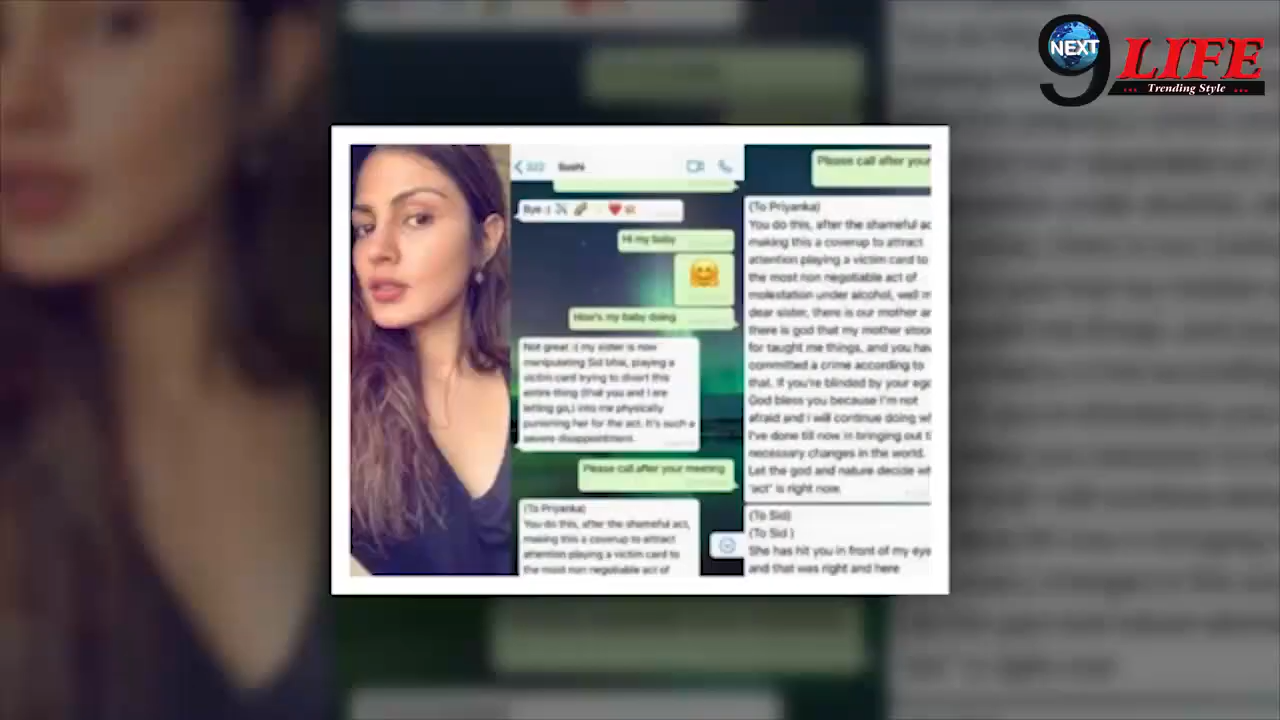 NEXT
9 LIFE
... Trending Style ...
222
Sushi
Bye :)
Hi my baby
How's my baby doing
Not great :( my sister is now
manipulating Sid bhai, playing a
victim card trying to divert this
entire thing (that you and I are
letting go,) into me physically
punishing her for the act. It's such a
severe disappointment.
Please call after your meeting
(To Priyanka)
You do this, after the shameful act,
making this a coverup to attract
attention playing a victim card to
the most non negotiable act of
Please call after your
(To Priyanka)
You do this, after the shameful ac
making this a coverup to attract
attention playing a victim card to
the most non negotiable act of
molestation under alcohol, well m
dear sister, there is our mother an
there is god that my mother stoo
for taught me things, and you hav
committed a crime according to
that. If you're blinded by your ego
God bless you because I'm not
afraid and I will continue doing wh
I've done till now in bringing out t
necessary changes in the world.
Let the god and nature decide wh
'act' is right now.
(To Sid)
(To Sid )
She has hit you in front of my eye
and that was right and here